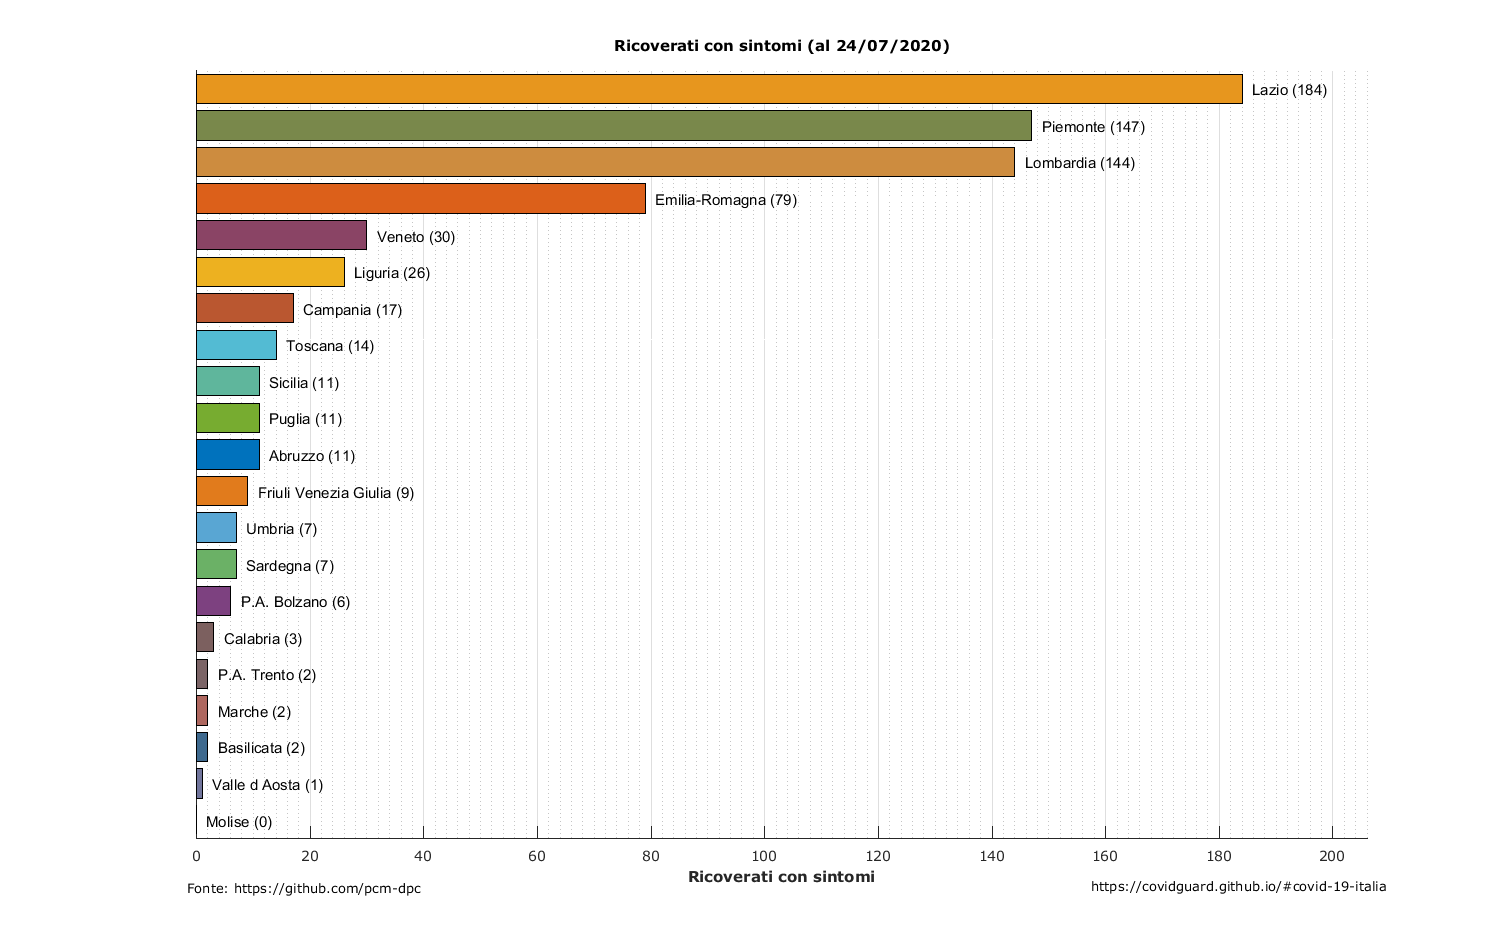 Ricoverati con sintomi (al 24/07/2020)
Lazio (184)
Piemonte (147)
Lombardia (144)
Emilia-Romagna (79)
Veneto (30)
Liguria (26)
Campania (17)
Toscana (14)
Sicilia (11)
Puglia (11)
Abruzzo (11)
Friuli Venezia Giulia (9)
Umbria (7)
Sardegna (7)
P.A. Bolzano (6)
Calabria (3)
P.A. Trento (2)
Marche (2)
Basilicata (2)
Valle d Aosta (1)
Molise (0)
0 20 40 60 80 100 120 140 160 180 200
Ricoverati con sintomi
Fonte: https://github.com/pcm-dpc
https://covidguard.github.io/#covid-19-italia